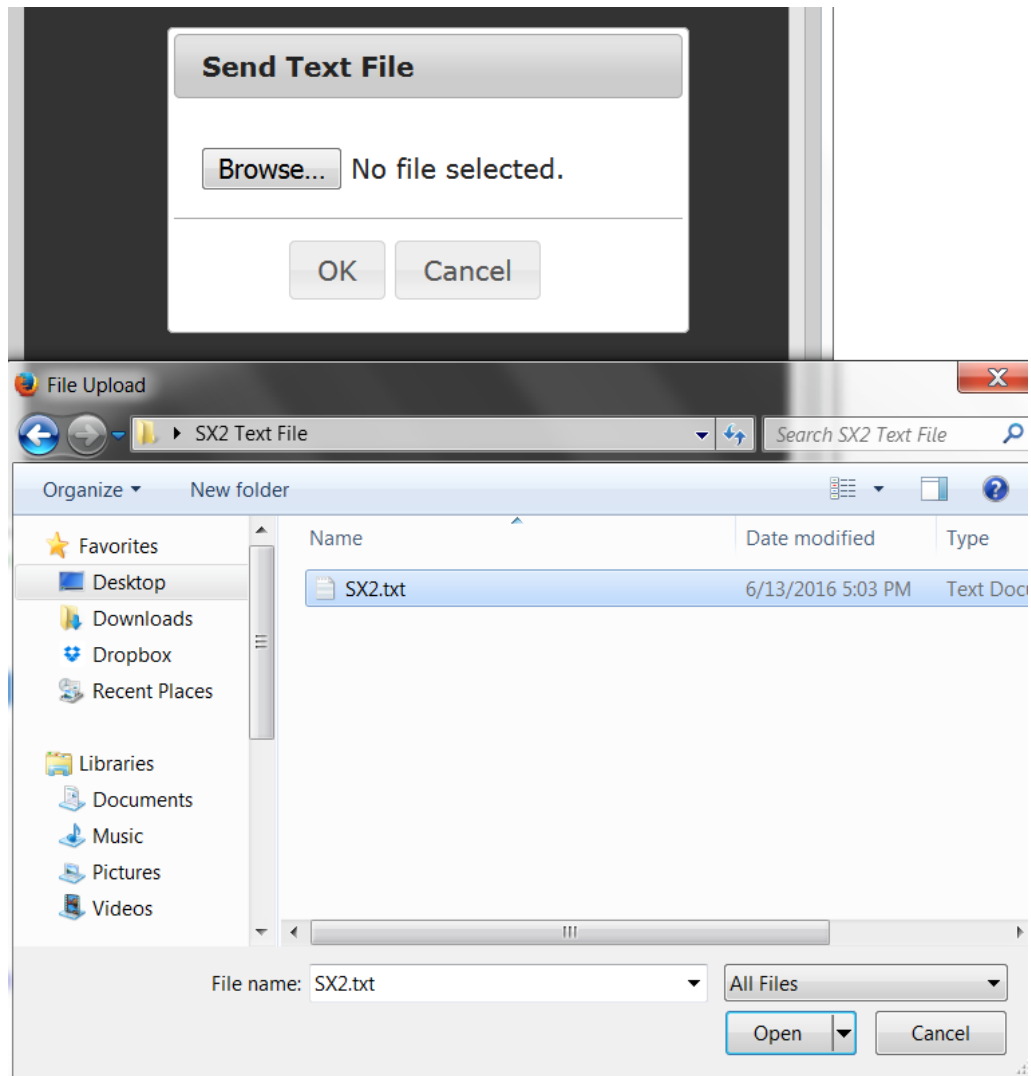 Send Text File
Browse... No file selected.
OK Cancel
File Upload
SX2 Text File Search SX2 Text File
Organize New folder
Favorites
Desktop
Downloads
Dropbox
Recent Places
Libraries
Documents
Music
Pictures
Videos
Name Date modified Type
SX2.txt 6/13/2016 5:03 PM Text Docu
File name: SX2.txt All Files
Open Cancel